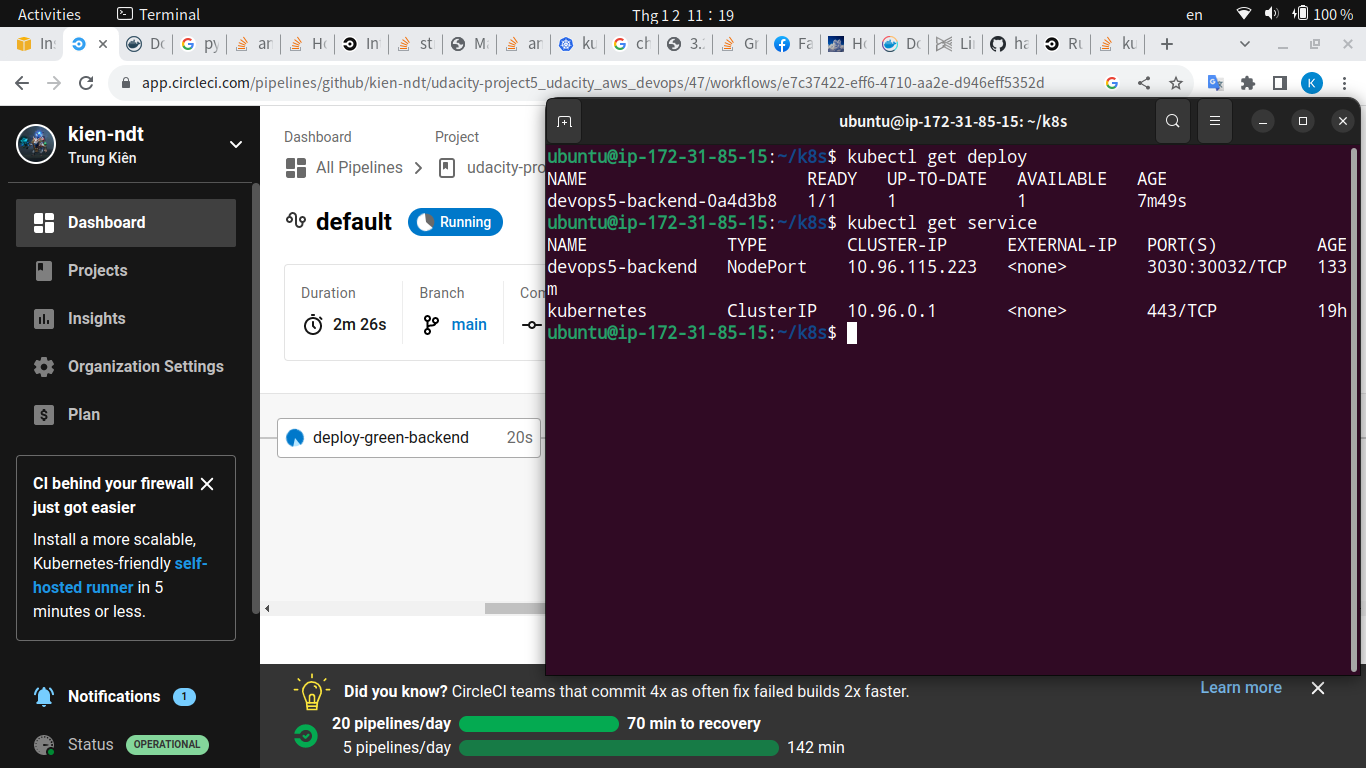 Activities Terminal Thg 1 2 11 : 19 en 100 %
In: Do G py ar Ho In st Ma ar ku ch 3. Gr Fa Ho Do Lin ha Ru ku
app.circleci.com/pipelines/github/kien-ndt/udacity-project5_udacity_aws_devops/47/workflows/e7c37422-eff6-4710-aa2e-d946eff5352d K
kien-ndt
Trung Kiên
Dashboard
Projects
Insights
Organization Settings
Plan
CI behind your firewall
just got easier
Install a more scalable,
Kubernetes-friendly self-
hosted runner in 5
minutes or less.
Notifications 1
Status OPERATIONAL
Dashboard Project
All Pipelines udacity-pro
default Running
Duration Branch Com
2m 26s main
deploy-green-backend 20s
ubuntu@ip-172-31-85-15: ~/k8s
ubuntu@ip-172-31-85-15:~/k8s$ kubectl get deploy
NAME READY UP-TO-DATE AVAILABLE AGE
devops5-backend-0a4d3b8 1/1 1 1 7m49s
ubuntu@ip-172-31-85-15:~/k8s$ kubectl get service
NAME TYPE CLUSTER-IP EXTERNAL-IP PORT(S) AGE
devops5-backend NodePort 10.96.115.223 <none> 3030:30032/TCP 133
m
kubernetes ClusterIP 10.96.0.1 <none> 443/TCP 19h
ubuntu@ip-172-31-85-15:~/k8s$
Did you know? CircleCI teams that commit 4x as often fix failed builds 2x faster. Learn more
20 pipelines/day 70 min to recovery
5 pipelines/day 142 min